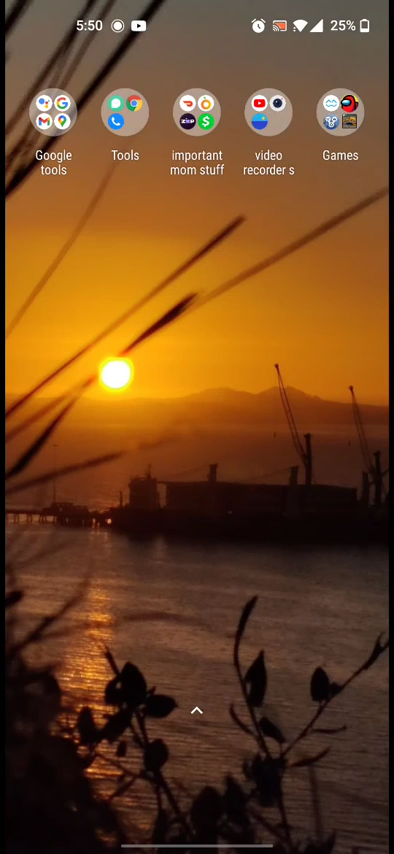 5:50
25%
Google
tools
Tools
important
mom stuff
video
recorder s
Games